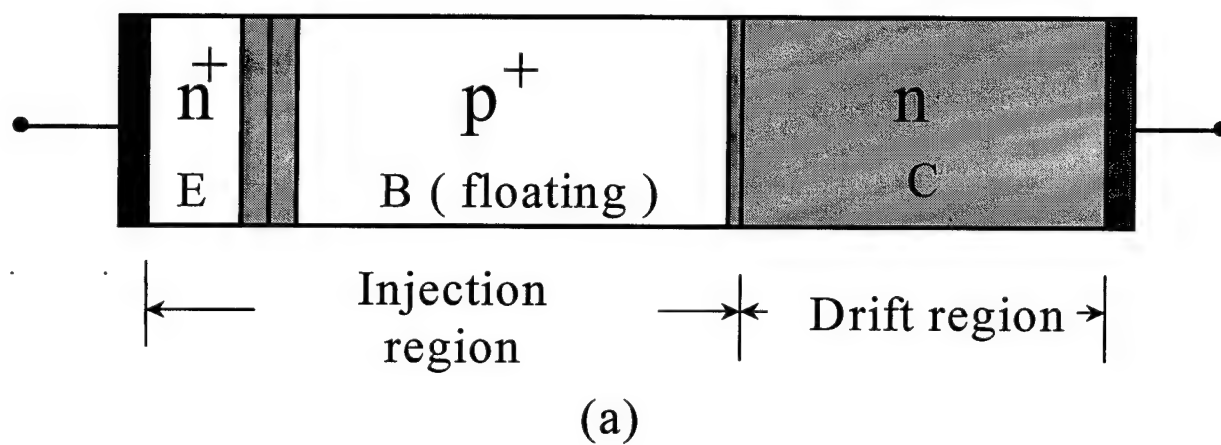 n+ p+ n
E B ( floating ) C
Injection Drift region
region
(a)